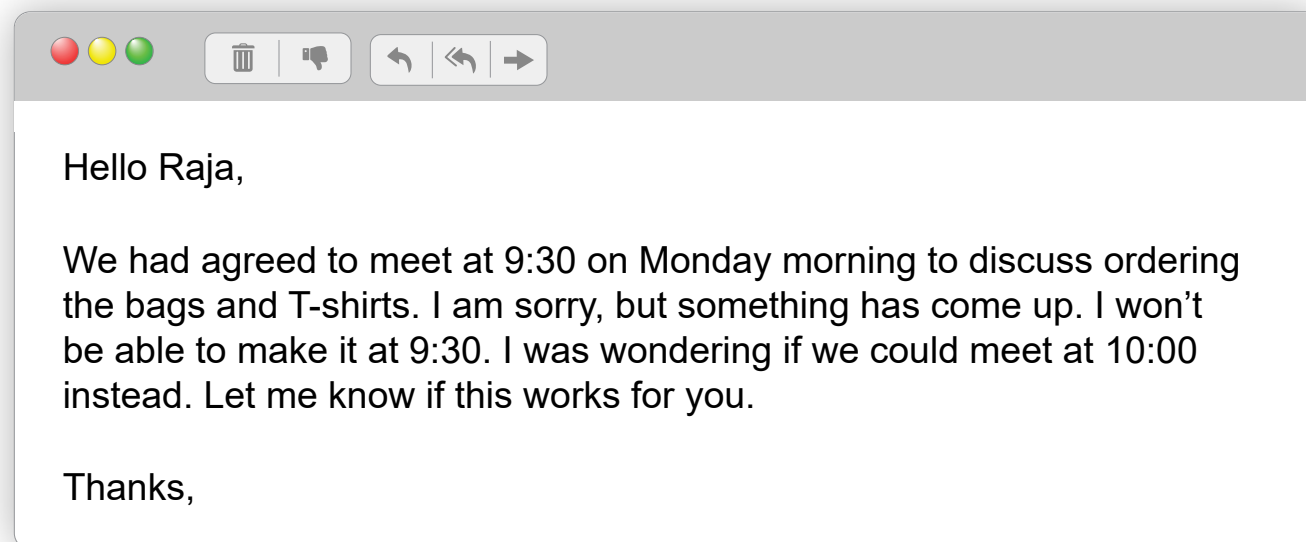 Hello Raja,
We had agreed to meet at 9:30 on Monday morning to discuss ordering
the bags and T-shirts. I am sorry, but something has come up. I won’t
be able to make it at 9:30. I was wondering if we could meet at 10:00
instead. Let me know if this works for you.
Thanks,